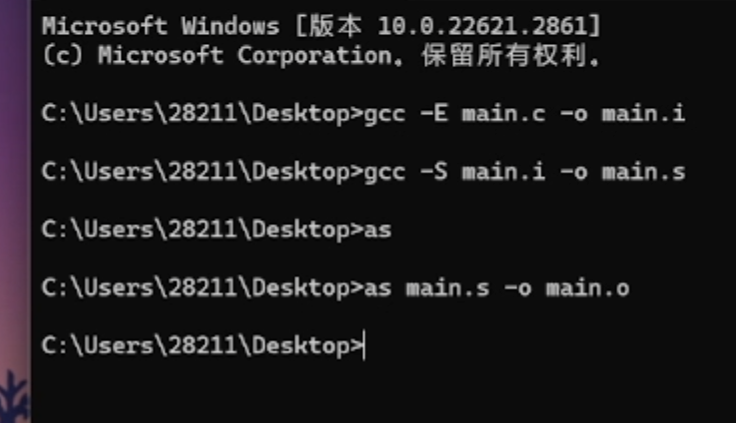 Microsoft Windows [版本 10.0.22621.2861]
(c) Microsoft Corporation。保留所有权利。
C:\Users\28211\Desktop>gcc -E main.c -o main.i
C:\Users\28211\Desktop>gcc -S main.i -o main.s
C:\Users\28211\Desktop>as
C:\Users\28211\Desktop>as main.s -o main.o
C:\Users\28211\Desktop>